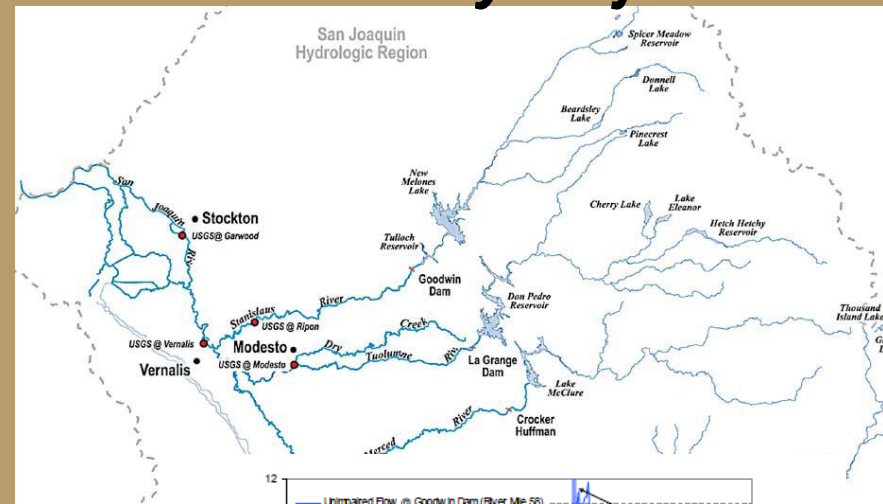 San Joaquin
Hydrologic Region
Spicer Meadow
Reservoir
Donnell
Lake
Beardsley
Lake
Pinecrest
Lake
New
Melones
Lake
Cherry Lake
Lake
Eleanor
Hetch Hetchy
Reservoir
San Joaquin
Stockton
USGS@ Garwood
Tulloch
Reservoir
Goodwin
Dam
Don Pedro
Reservoir
Thousand
Island Lake
Stanislaus River
USGS @ Ripon
USGS @ Vernalis
Vernalis
Modesto
USGS @ Modesto
Dry Creek
Tuolumne Riv.
La Grange
Dam
Lake
McClure
Merced River
Crocker
Huffman
12
Unimpaired Flow @ Goodwin Dam (River Mile 58)